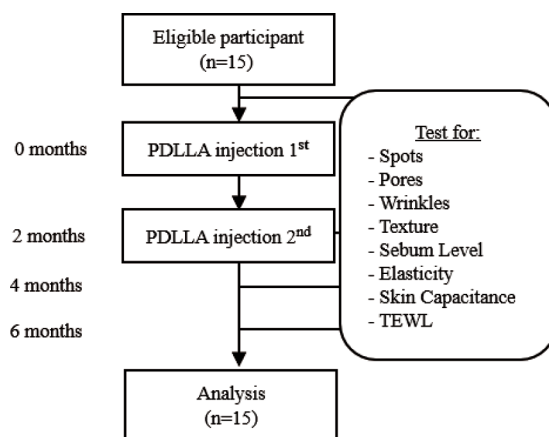 Eligible participant
(n=15)
0 months
PDLLA injection 1st
2 months
PDLLA injection 2nd
4 months
6 months
Test for:
- Spots
- Pores
- Wrinkles
- Texture
- Sebum Level
- Elasticity
- Skin Capacitance
- TEWL
Analysis
(n=15)